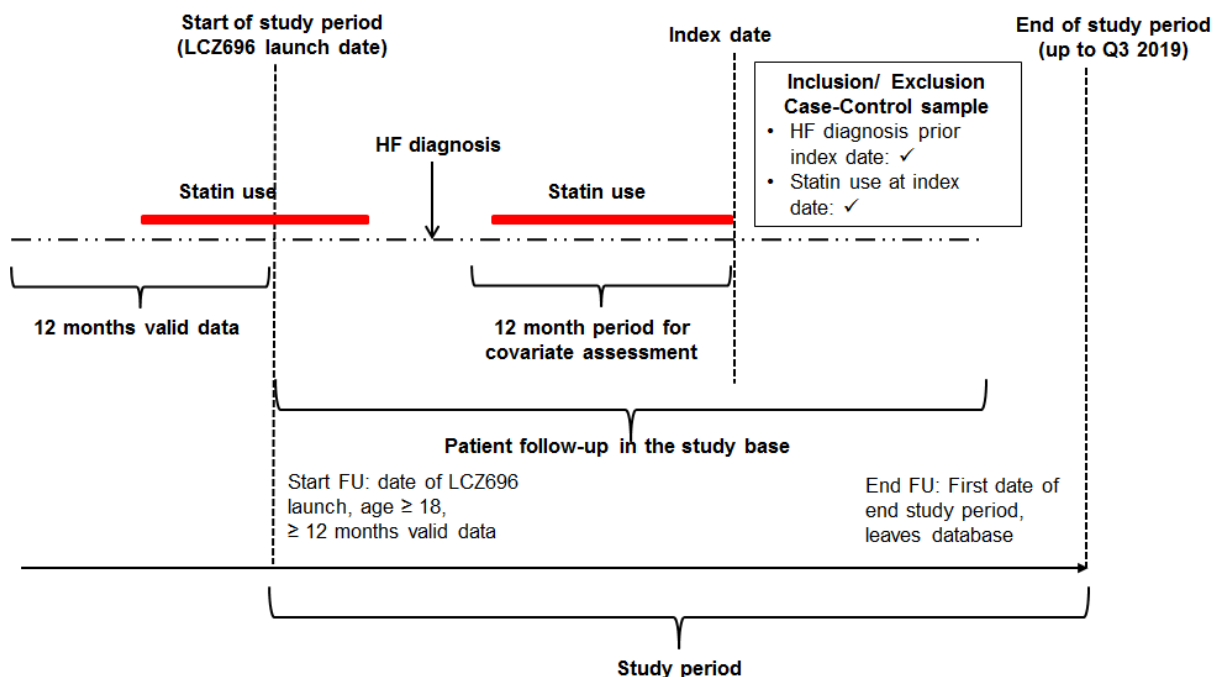 Start of study period
(LCZ696 launch date)
Index date
End of study period
(up to Q3 2019)
Inclusion/ Exclusion
Case-Control sample
• HF diagnosis prior
index date: ✓
• Statin use at index
date: ✓
HF diagnosis
Statin use
Statin use
12 months valid data
12 month period for
covariate assessment
Patient follow-up in the study base
Start FU: date of LCZ696
launch, age ≥ 18,
≥ 12 months valid data
End FU: First date of
end study period,
leaves database
Study period